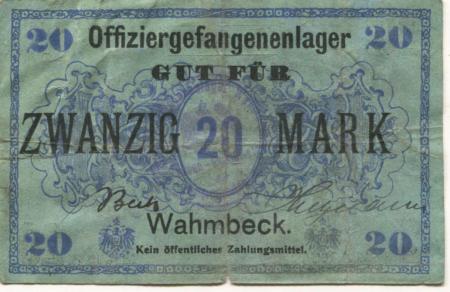 20 Offiziergefangenenlager 20
GUT FÜR
ZWANZIG 20 MARK
Wahmbeck.
20 Kein öffentliches Zahlungsmittel. 20